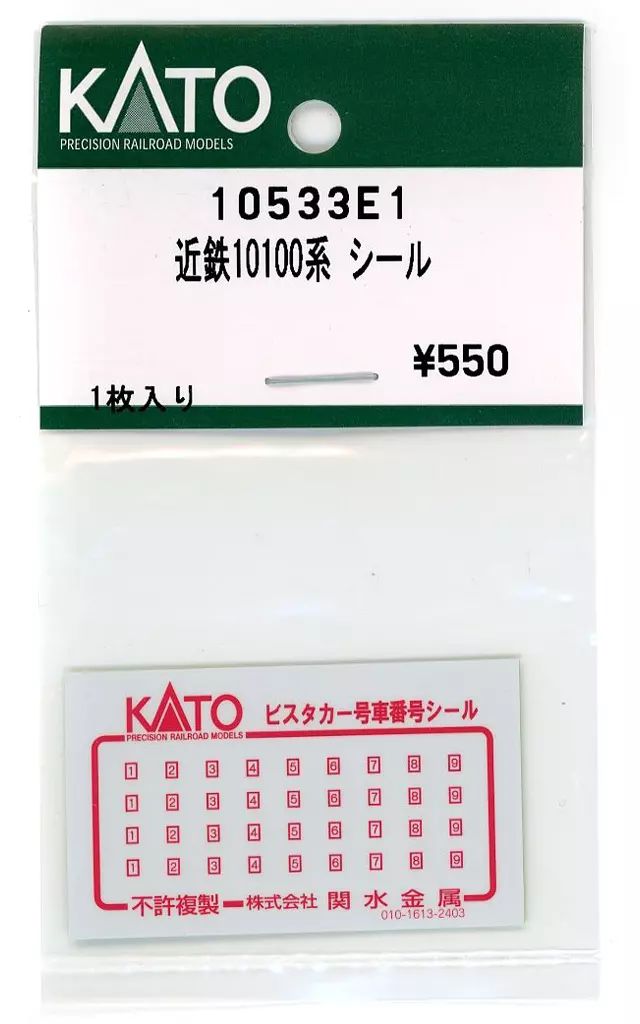 KATO
PRECISION RAILROAD MODELS
10533E1
近鉄10100系 シール
¥550
1枚入り
KATO ビスタカー号車番号シール
PRECISION RAILROAD MODELS
1 2 3 4 5 6 7 8 9
1 2 3 4 5 6 7 8 9
1 2 3 4 5 6 7 8 9
1 2 3 4 5 6 7 8 9
不許複製 株式会社 関水金属
010-1613-2403